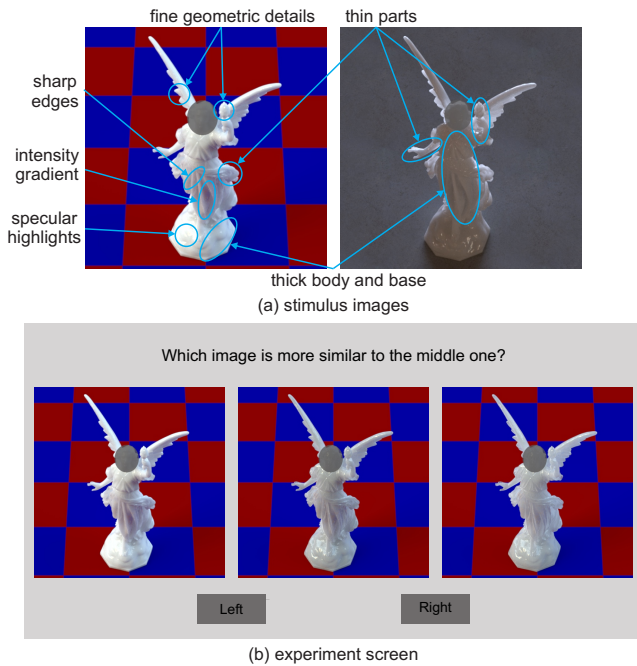 fine geometric details
thin parts
sharp
edges
intensity
gradient
specular
highlights
thick body and base
(a) stimulus images
Which image is more similar to the middle one?
Left
Right
(b) experiment screen